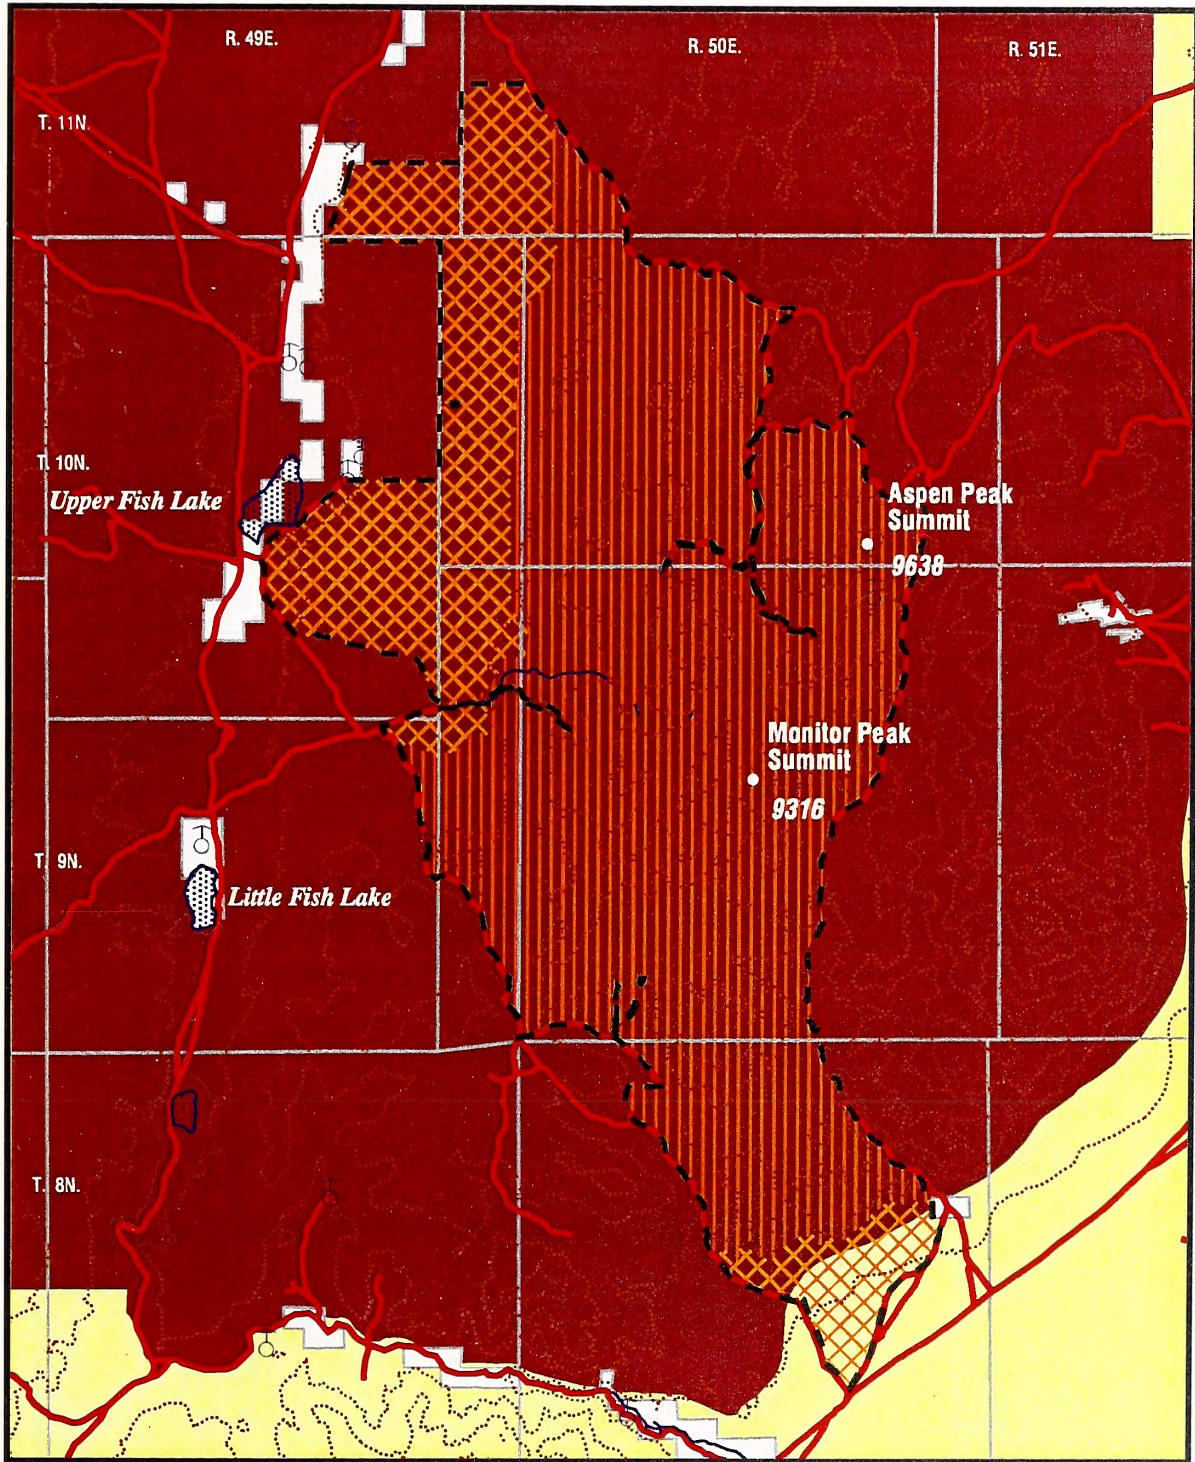 R. 49E.
R. 50E.
R. 51E.
T. 11N.
T. 10N.
Upper Fish Lake
Aspen Peak
Summit
9638
Monitor Peak
Summit
9316
T. 9N.
Little Fish Lake
T. 8N.